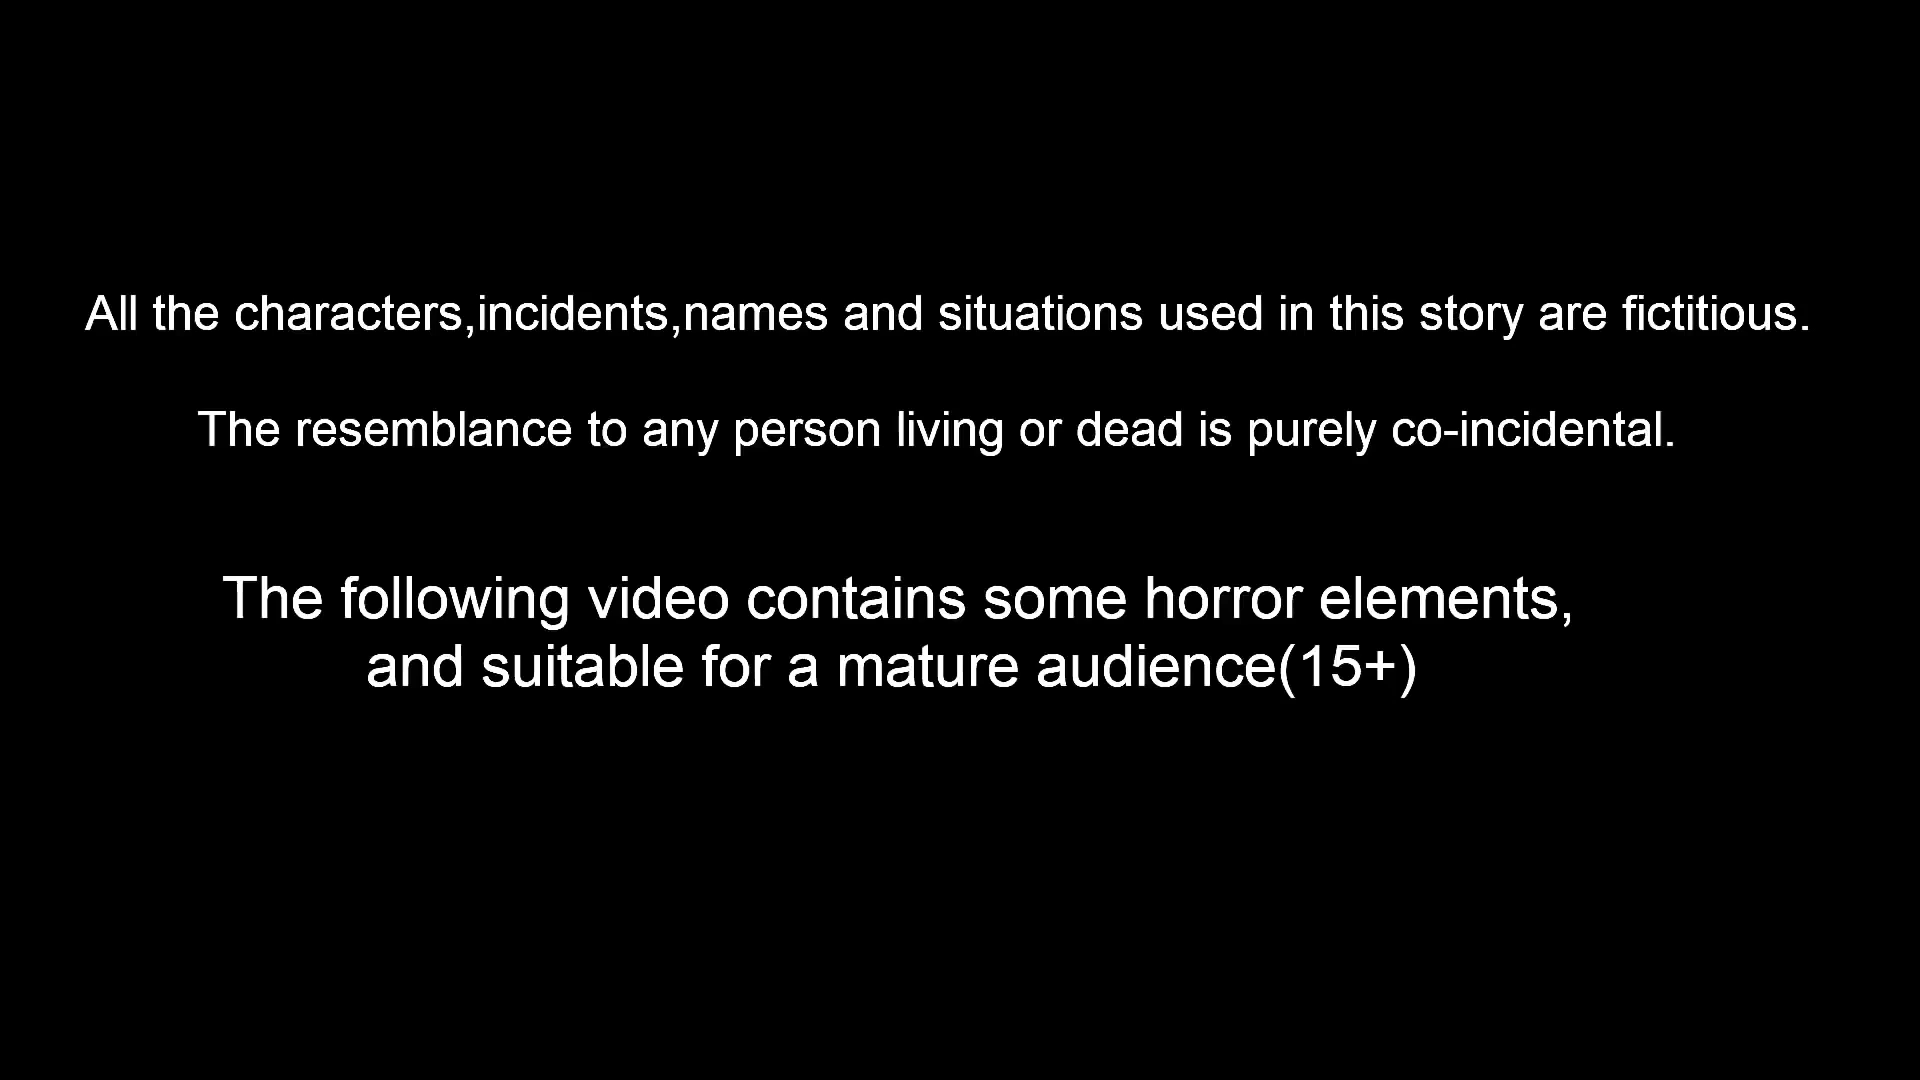 All the characters,incidents,names and situations used in this story are fictitious.
The resemblance to any person living or dead is purely co-incidental.
The following video contains some horror elements,
and suitable for a mature audience(15+)